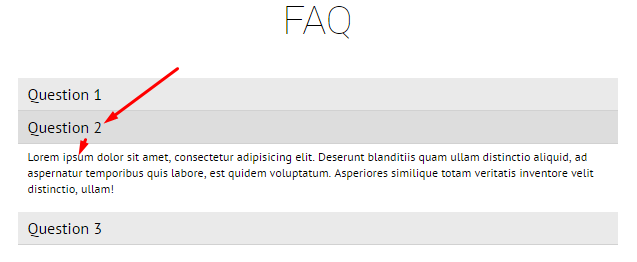 FAQ
Question 1
Question 2
Lorem ipsum dolor sit amet, consectetur adipisicing elit. Deserunt blanditiis quam ullam distinctio aliquid, ad
aspernatur temporibus quis labore, est quidem voluptatum. Asperiores similique totam veritatis inventore velit
distinctio, ullam!
Question 3